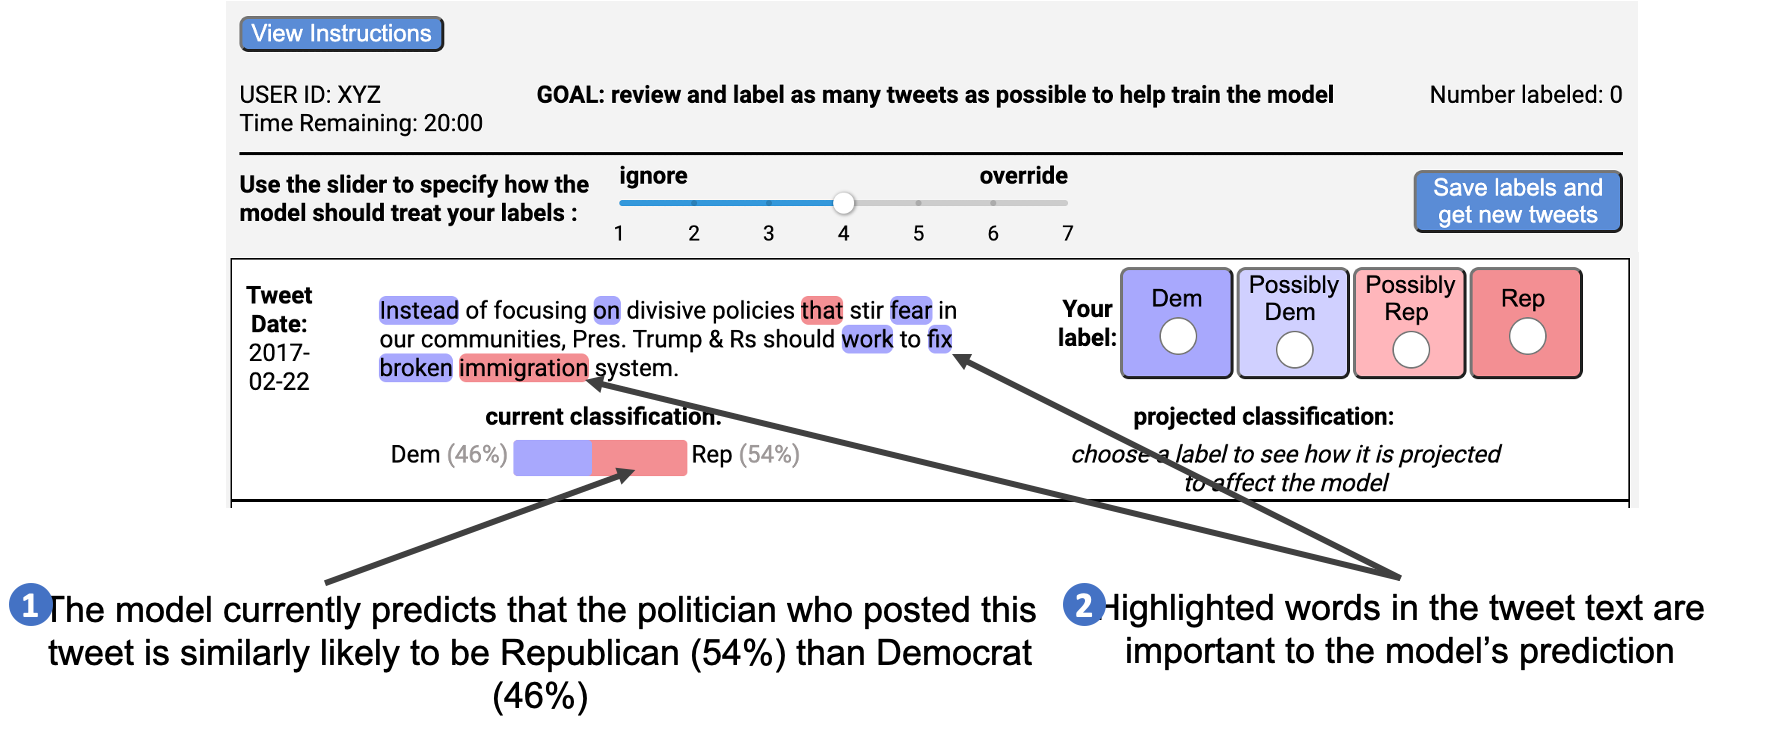 View Instructions
USER ID: XYZ
GOAL: review and label as many tweets as possible to help train the model
Number labeled: 0
Time Remaining: 20:00
Use the slider to specify how the
model should treat your labels :
ignore
override
1 2 3 4 5 6 7
Save labels and
get new tweets
Tweet
Date:
2017-
02-22
Instead of focusing on divisive policies that stir fear in
our communities, Pres. Trump & Rs should work to fix
broken immigration system.
Your
label:
Dem
Possibly
Dem
Possibly
Rep
Rep
current classification:
Dem (46%)
Rep (54%)
projected classification:
choose a label to see how it is projected
to affect the model
1
The model currently predicts that the politician who posted this
tweet is similarly likely to be Republican (54%) than Democrat
(46%)
2
Highlighted words in the tweet text are
important to the model’s prediction